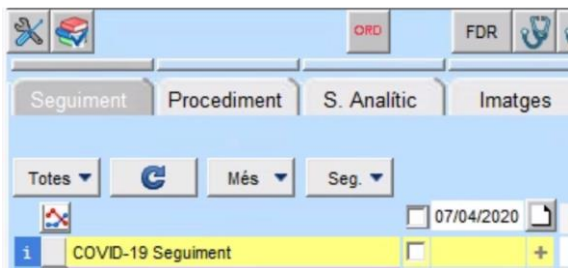 ORD FDR
Seguiment Procediment S. Analític Imatges
Totes Més Seg.
07/04/2020
i COVID-19 Seguiment +